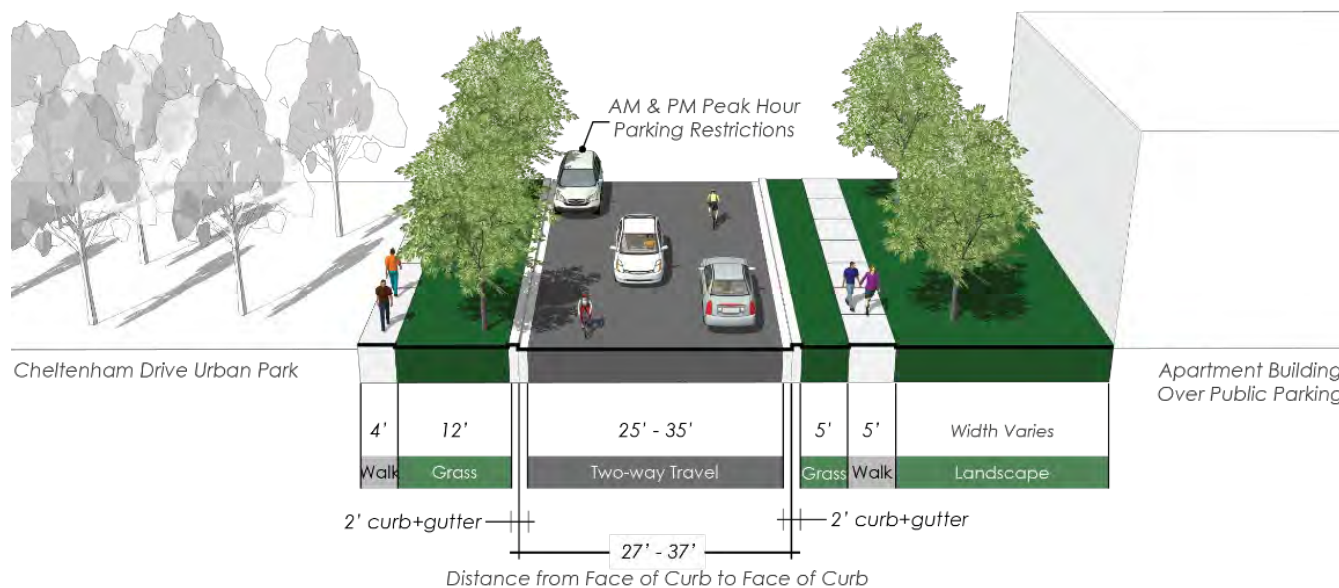 AM & PM Peak Hour
Parking Restrictions
Cheltenham Drive Urban Park
Apartment Building
Over Public Parking
4'
12'
25' - 35'
5'
5'
Width Varies
Walk
Grass
Two-way Travel
Grass
Walk
Landscape
2' curb+gutter
2' curb+gutter
27' - 37'
Distance from Face of Curb to Face of Curb